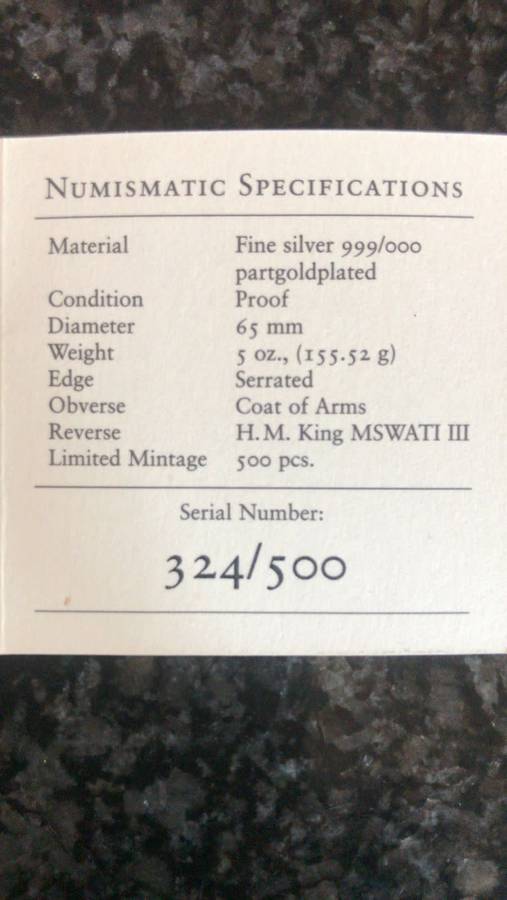 Numismatic Specifications
Material Fine silver 999/000
partgoldplated
Condition Proof
Diameter 65 mm
Weight 5 oz., (155.52 g)
Edge Serrated
Obverse Coat of Arms
Reverse H.M. King MSWATI III
Limited Mintage 500 pcs.
Serial Number:
324/500